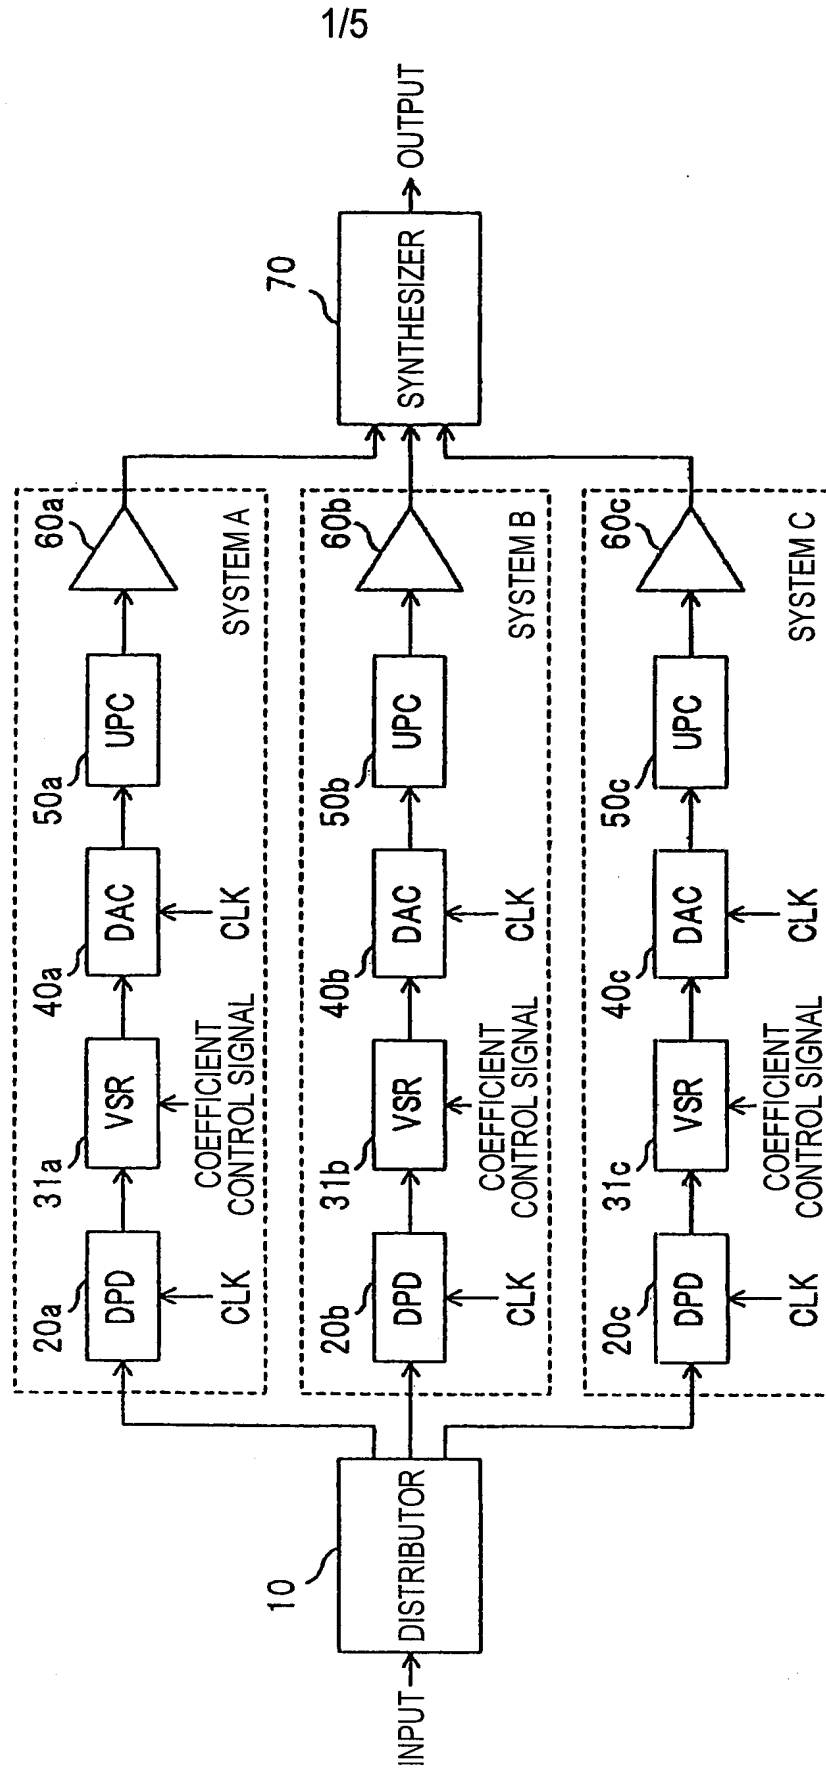 1/5
INPUT
10
DISTRIBUTOR
20a
DPD
CLK
31a
VSR
COEFFICIENT
CONTROL SIGNAL
40a
DAC
CLK
50a
UPC
60a
SYSTEM A
20b
DPD
CLK
31b
VSR
COEFFICIENT
CONTROL SIGNAL
40b
DAC
CLK
50b
UPC
60b
SYSTEM B
20c
DPD
CLK
31c
VSR
COEFFICIENT
CONTROL SIGNAL
40c
DAC
CLK
50c
UPC
60c
SYSTEM C
70
SYNTHESIZER
OUTPUT